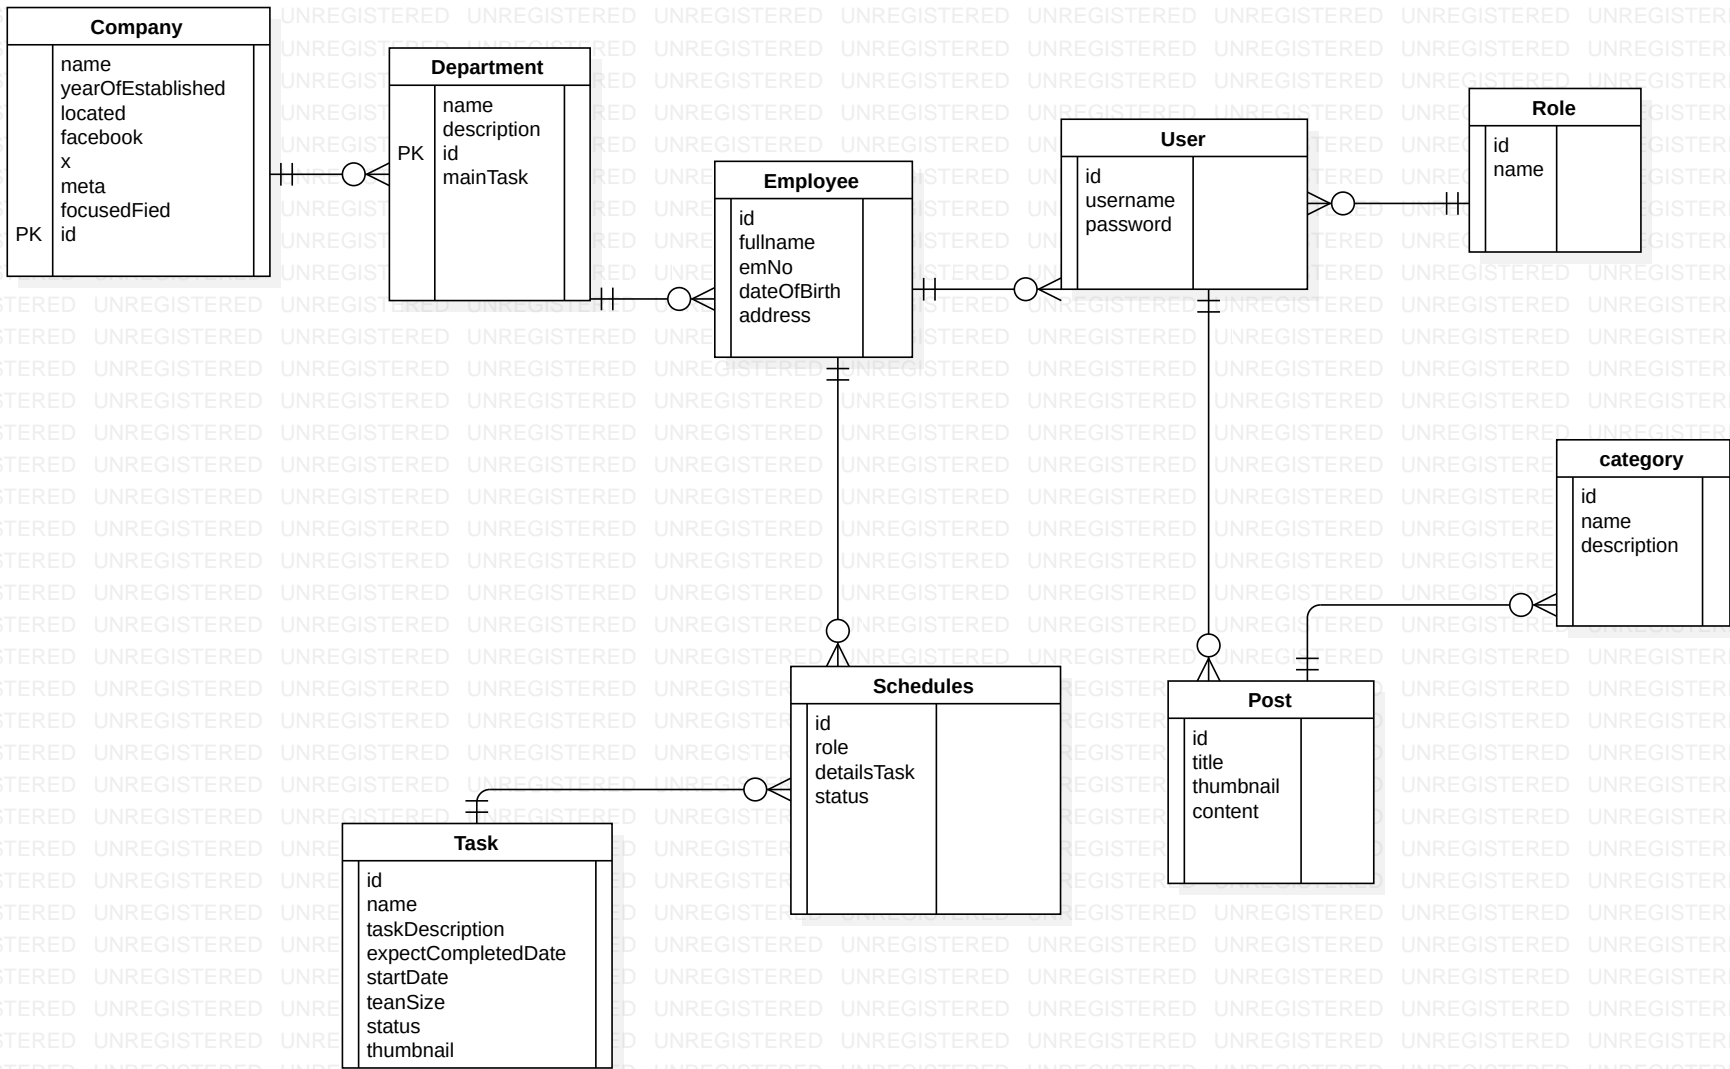 Company
name
yearOfEstablished
located
facebook
x
meta
focusedFied
PK id
Department
name
description
PK id
mainTask
Employee
id
fullname
emNo
dateOfBirth
address
User
id
username
password
Role
id
name
category
id
name
description
Schedules
id
role
detailsTask
status
Post
id
title
thumbnail
content
Task
id
name
taskDescription
expectCompletedDate
startDate
teanSize
status
thumbnail
UNREGISTERED